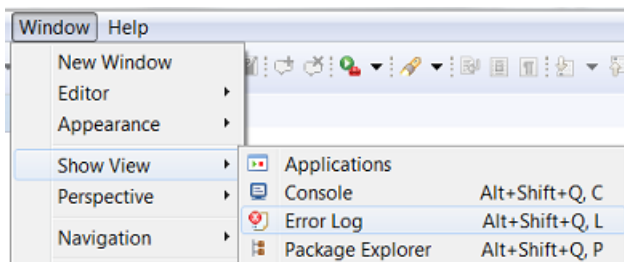 Window Help
New Window
Editor
Appearance
Show View
Applications
Perspective
Console Alt+Shift+Q, C
Error Log Alt+Shift+Q, L
Navigation
Package Explorer Alt+Shift+Q, P